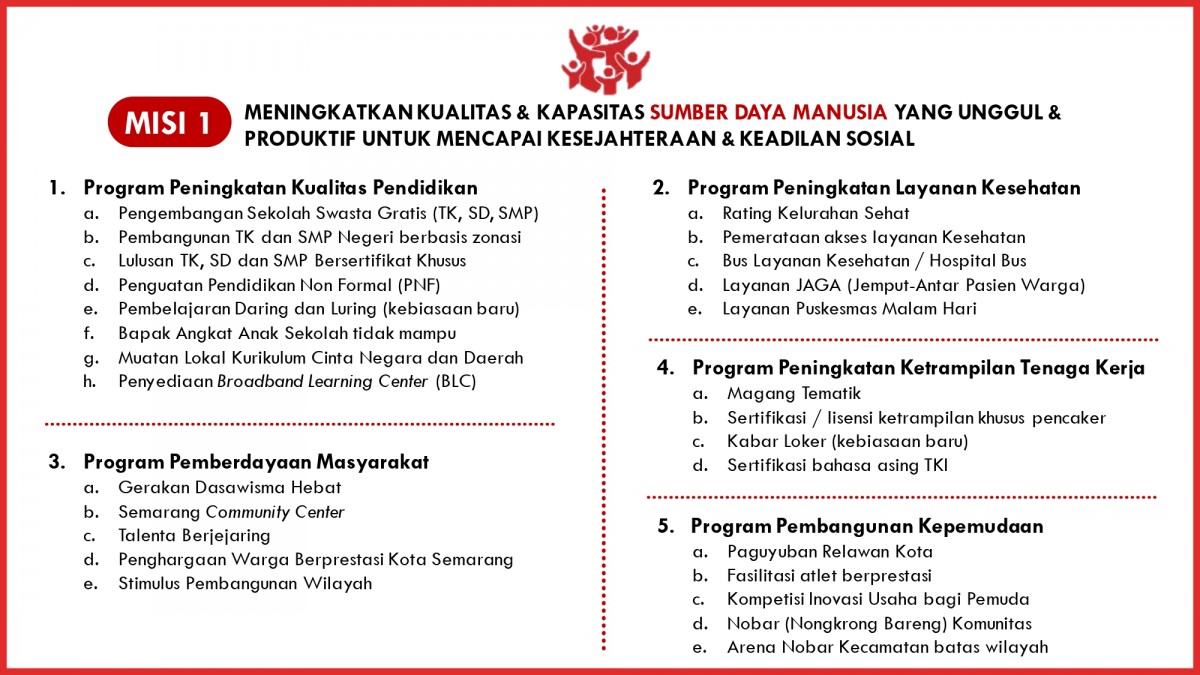 MISI 1
MENINGKATKAN KUALITAS & KAPASITAS SUMBER DAYA MANUSIA YANG UNGGUL &
PRODUKTIF UNTUK MENCAPAI KESEJAHTERAAN & KEADILAN SOSIAL
1. Program Peningkatan Kualitas Pendidikan
a. Pengembangan Sekolah Swasta Gratis (TK, SD, SMP)
b. Pembangunan TK dan SMP Negeri berbasis zonasi
c. Lulusan TK, SD dan SMP Bersertifikat Khusus
d. Penguatan Pendidikan Non Formal (PNF)
e. Pembelajaran Daring dan Luring (kebiasaan baru)
f. Bapak Angkat Anak Sekolah tidak mampu
g. Muatan Lokal Kurikulum Cinta Negara dan Daerah
h. Penyediaan Broadband Learning Center (BLC)
2. Program Peningkatan Layanan Kesehatan
a. Rating Kelurahan Sehat
b. Pemerataan akses layanan Kesehatan
c. Bus Layanan Kesehatan / Hospital Bus
d. Layanan JAGA (Jemput-Antar Pasien Warga)
e. Layanan Puskesmas Malam Hari
3. Program Pemberdayaan Masyarakat
a. Gerakan Dasawisma Hebat
b. Semarang Community Center
c. Talenta Berjejaring
d. Penghargaan Warga Berprestasi Kota Semarang
e. Stimulus Pembangunan Wilayah
4. Program Peningkatan Ketrampilan Tenaga Kerja
a. Magang Tematik
b. Sertifikasi / lisensi ketrampilan khusus pencaker
c. Kabar Loker (kebiasaan baru)
d. Sertifikasi bahasa asing TKI
5. Program Pembangunan Kepemudaan
a. Paguyuban Relawan Kota
b. Fasilitasi atlet berprestasi
c. Kompetisi Inovasi Usaha bagi Pemuda
d. Nobar (Nongkrong Bareng) Komunitas
e. Arena Nobar Kecamatan batas wilayah